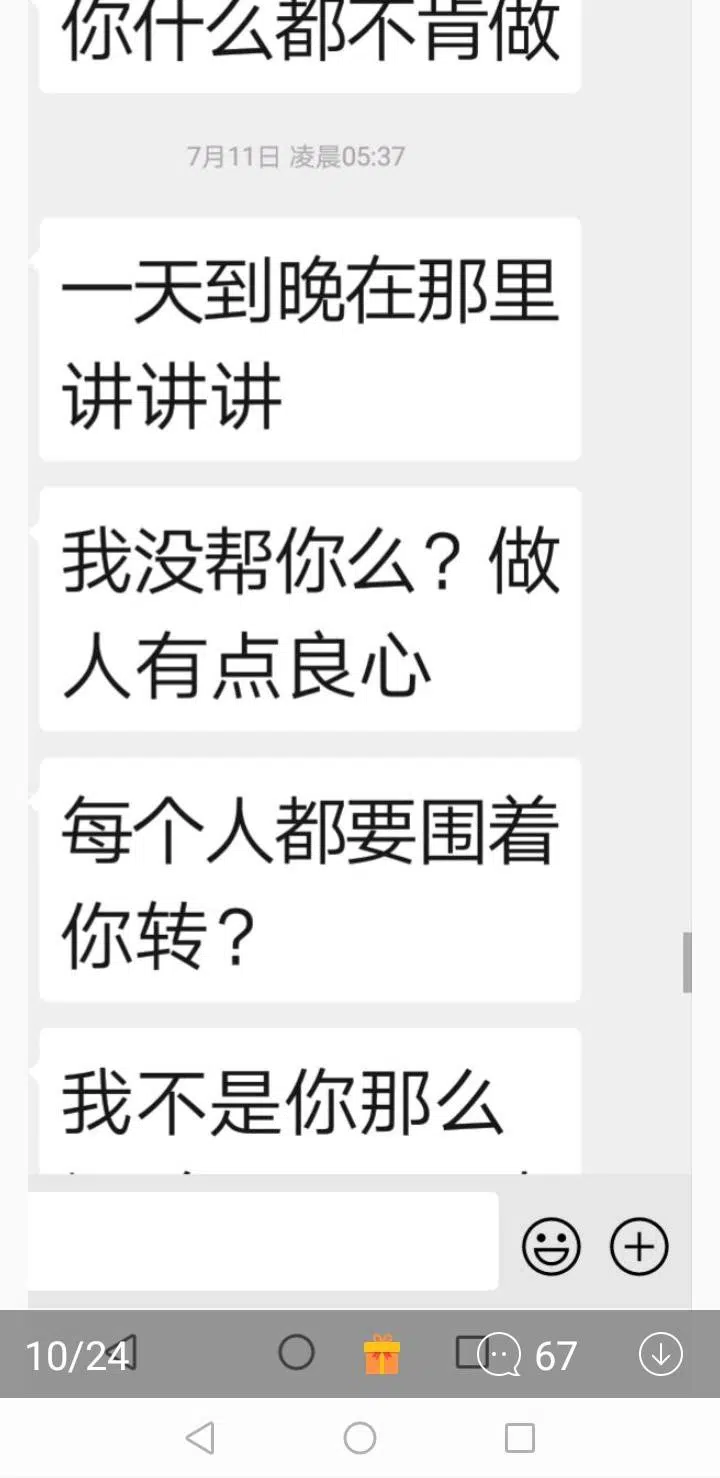 你什么都不肯做
7月11日 凌晨05:37
一天到晚在那里
讲讲讲
我没帮你么？做
人有点良心
每个人都要围着
你转？
我不是你那么
10/24
67